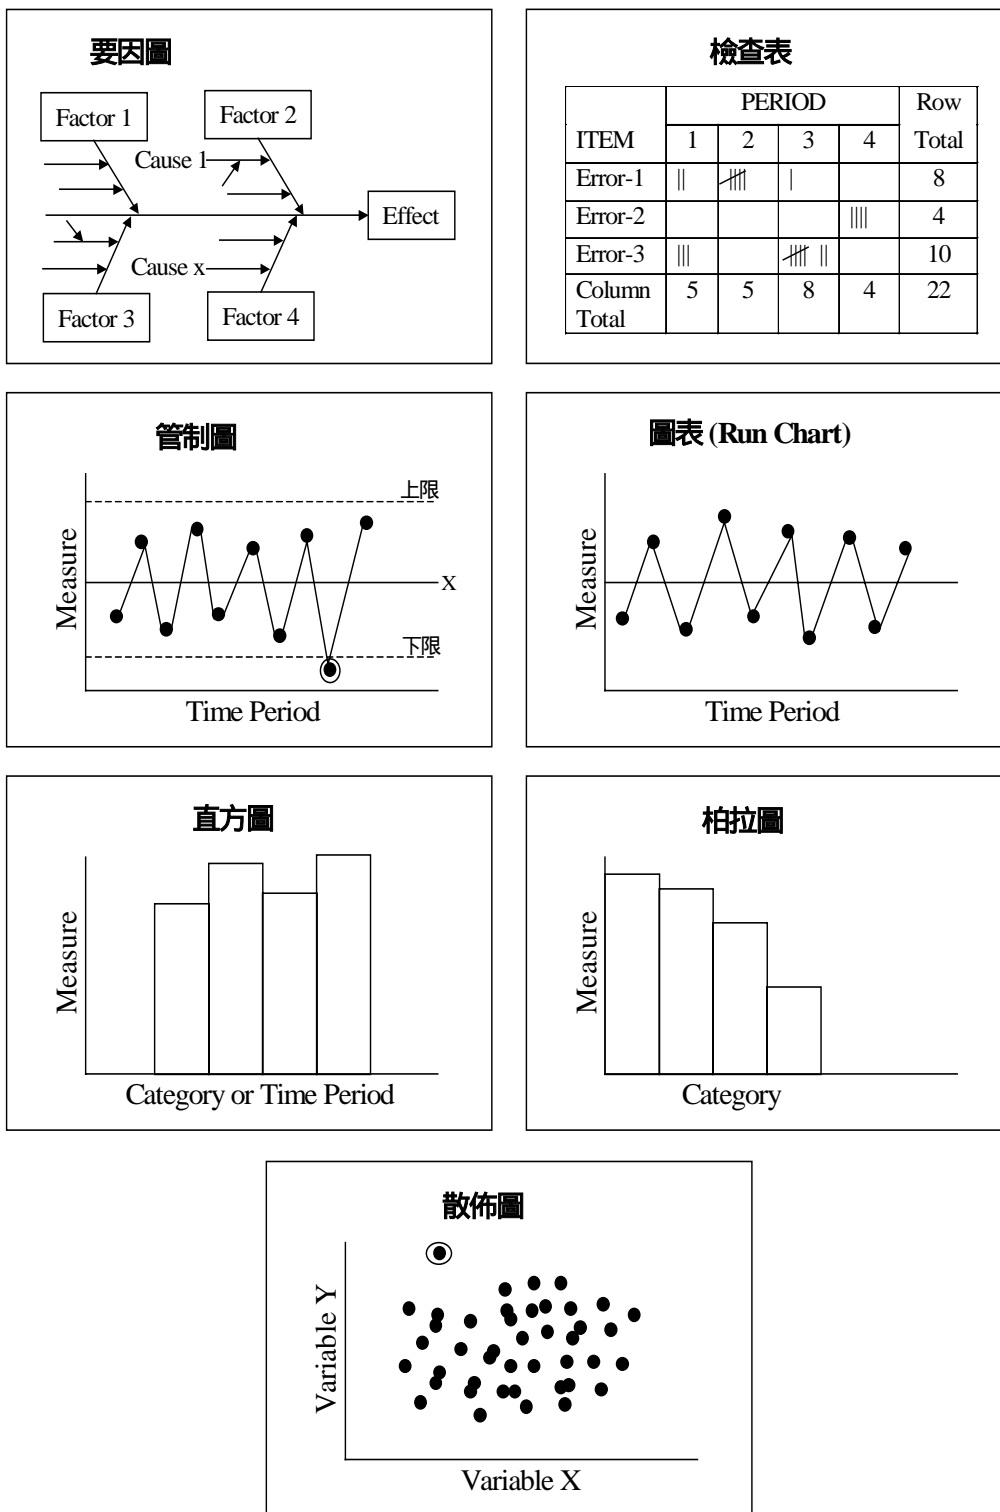 要因圖
Factor 1
Factor 2
Cause 1
Effect
Cause x
Factor 3
Factor 4
檢查表
PERIOD Row
ITEM 1 2 3 4 Total
Error-1 || |||| | 8
Error-2 |||| 4
Error-3 ||| |||| || 10
Column 5 5 8 4 22
Total
管制圖
上限
Measure
X
下限
Time Period
圖表 (Run Chart)
Measure
Time Period
直方圖
Measure
Category or Time Period
柏拉圖
Measure
Category
散佈圖
Variable Y
Variable X